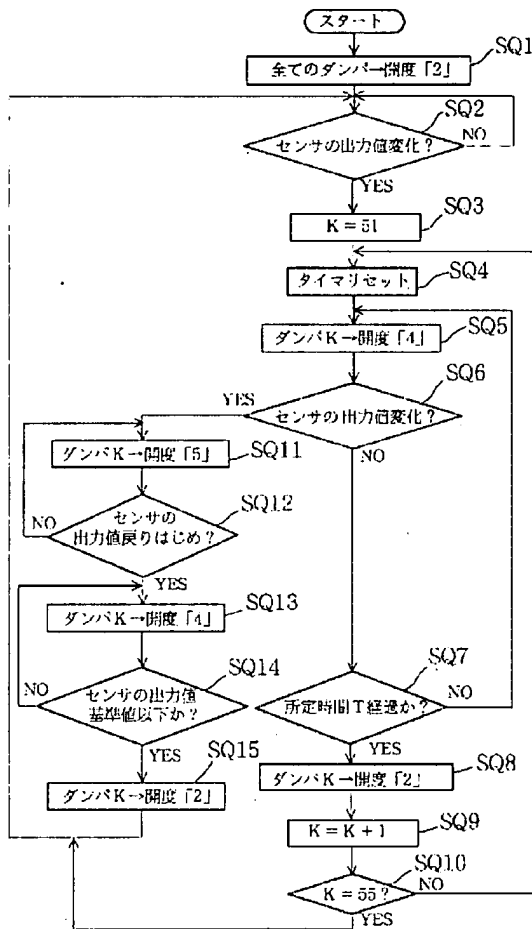 スタート
SQ1
全てのダンパ→開度「2」
SQ2
センサの出力値変化？
NO
YES
SQ3
K＝51
SQ4
タイマリセット
SQ5
ダンパK→開度「4」
SQ6
YES
センサの出力値変化？
NO
ダンパK→開度「5」
SQ11
SQ12
NO
センサの
出力値戻りはじめ？
YES
SQ13
ダンパK→開度「4」
SQ14
NO
センサの出力値
基準値以下か？
YES
SQ15
ダンパK→開度「2」
SQ7
所定時間T経過か？
NO
YES
SQ8
ダンパK→開度「2」
SQ9
K＝K＋1
SQ10
K＝55？
NO
YES